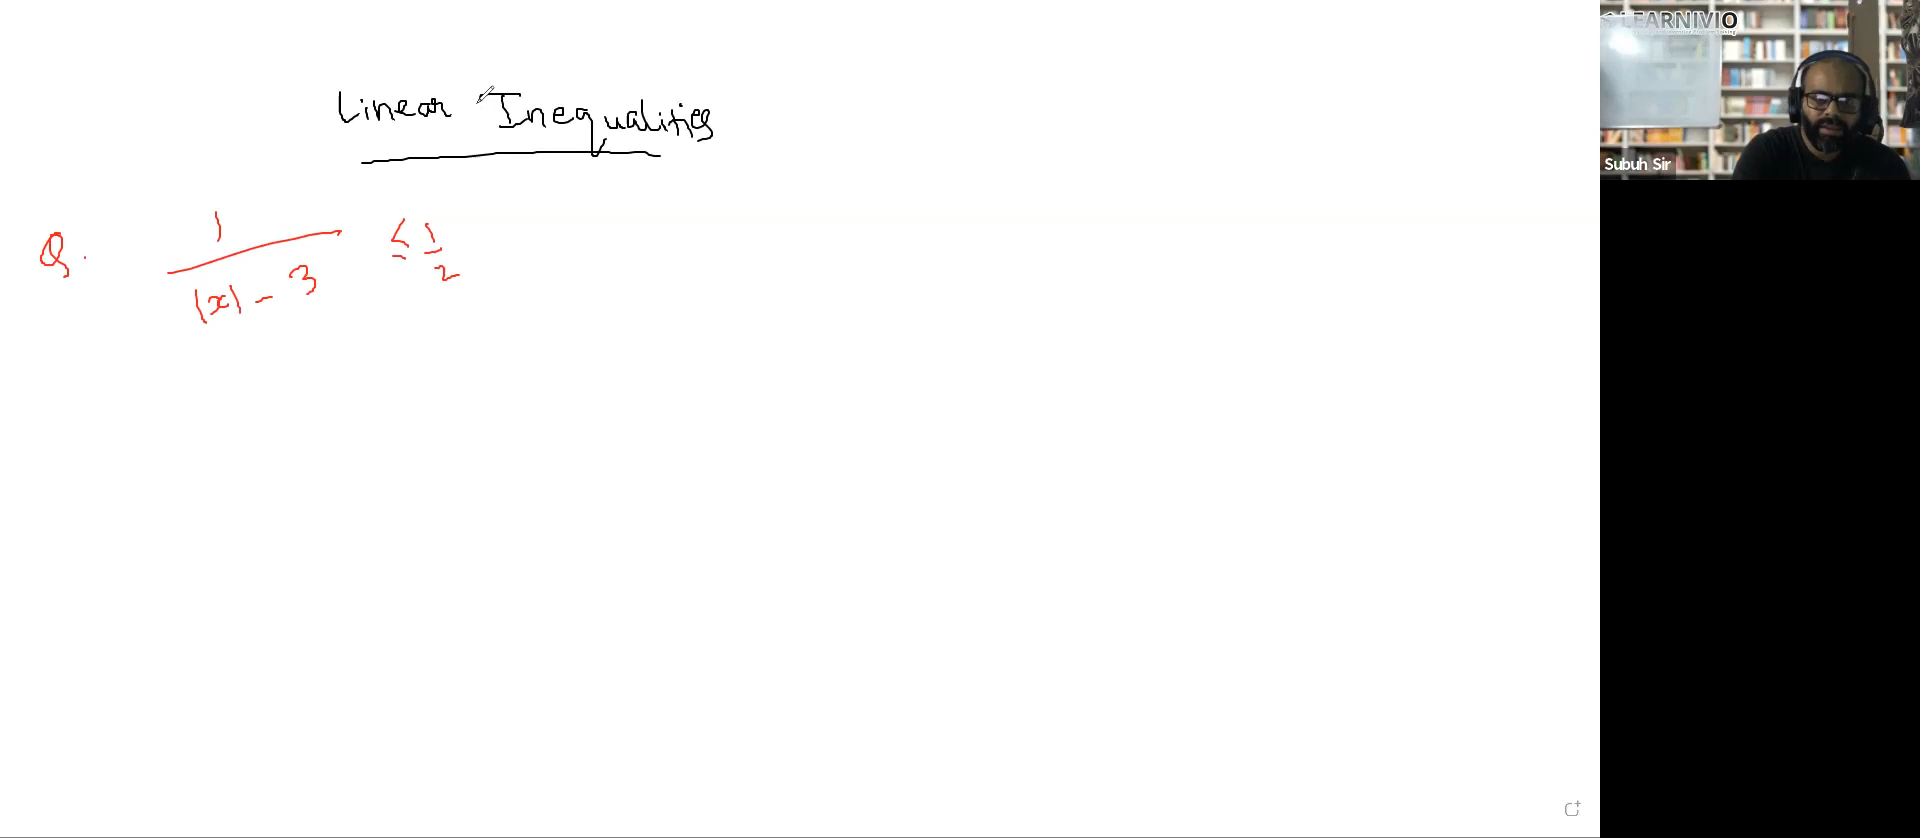 Linear Inequalities
Q. 1/(|x| - 3) ≤ 1/2
LEARNIVIO
Subuh Sir